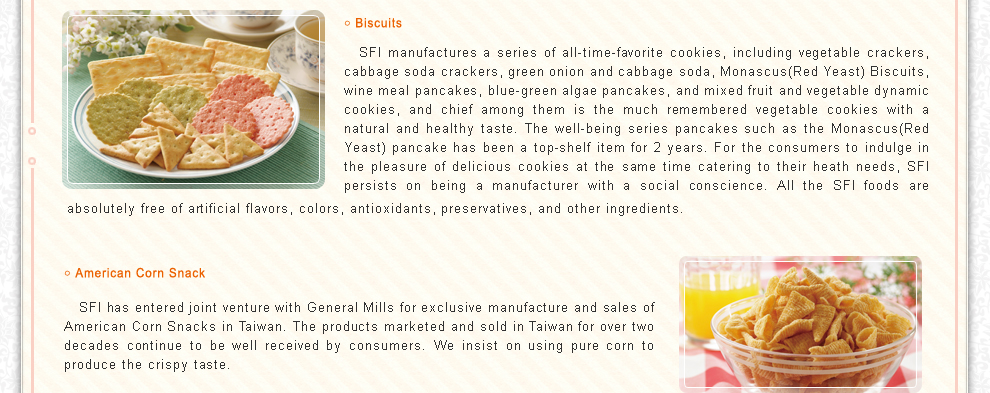 Biscuits
SFI manufactures a series of all-time-favorite cookies, including vegetable crackers,
cabbage soda crackers, green onion and cabbage soda, Monascus(Red Yeast) Biscuits,
wine meal pancakes, blue-green algae pancakes, and mixed fruit and vegetable dynamic
cookies, and chief among them is the much remembered vegetable cookies with a
natural and healthy taste. The well-being series pancakes such as the Monascus(Red
Yeast) pancake has been a top-shelf item for 2 years. For the consumers to indulge in
the pleasure of delicious cookies at the same time catering to their heath needs, SFI
persists on being a manufacturer with a social conscience. All the SFI foods are
absolutely free of artificial flavors, colors, antioxidants, preservatives, and other ingredients.
American Corn Snack
SFI has entered joint venture with General Mills for exclusive manufacture and sales of
American Corn Snacks in Taiwan. The products marketed and sold in Taiwan for over two
decades continue to be well received by consumers. We insist on using pure corn to
produce the crispy taste.